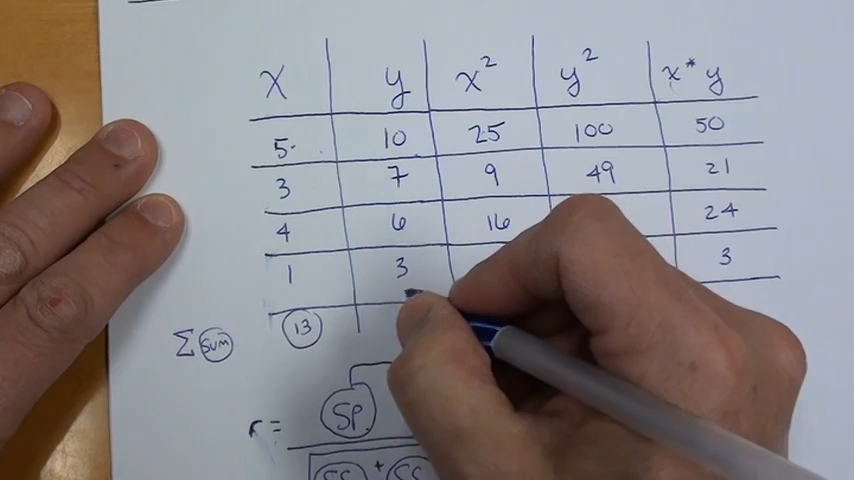 x y x² y² x*y
5 10 25 100 50
3 7 9 49 21
4 6 16 24
1 3 3
Σ SUM 13
r = SP
SS + SS